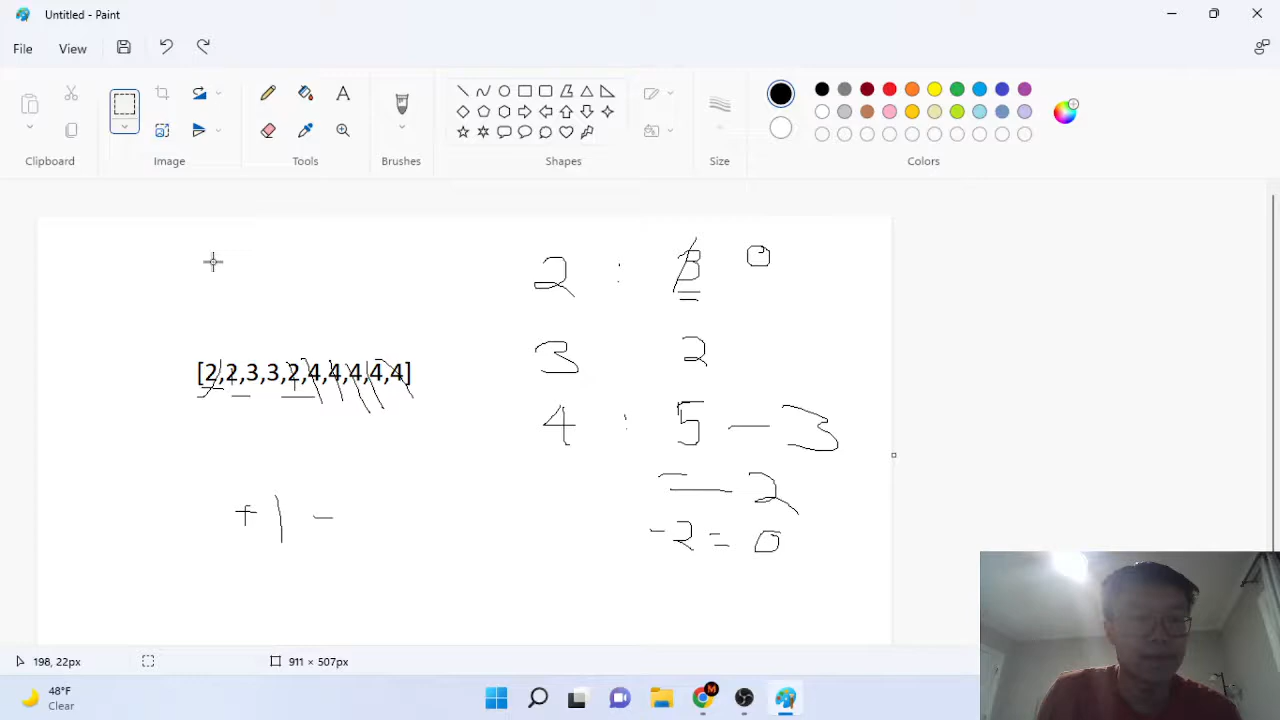 Untitled - Paint
File View
Clipboard Image Tools Brushes Shapes Size Colors
2 : 3 0
3 2
[2,2,3,3,2,4,4,4,4,4]
4 : 5 - 3
= 2
+ | -
-2 = 0
198, 22px 911 × 507px
48°F
Clear
M